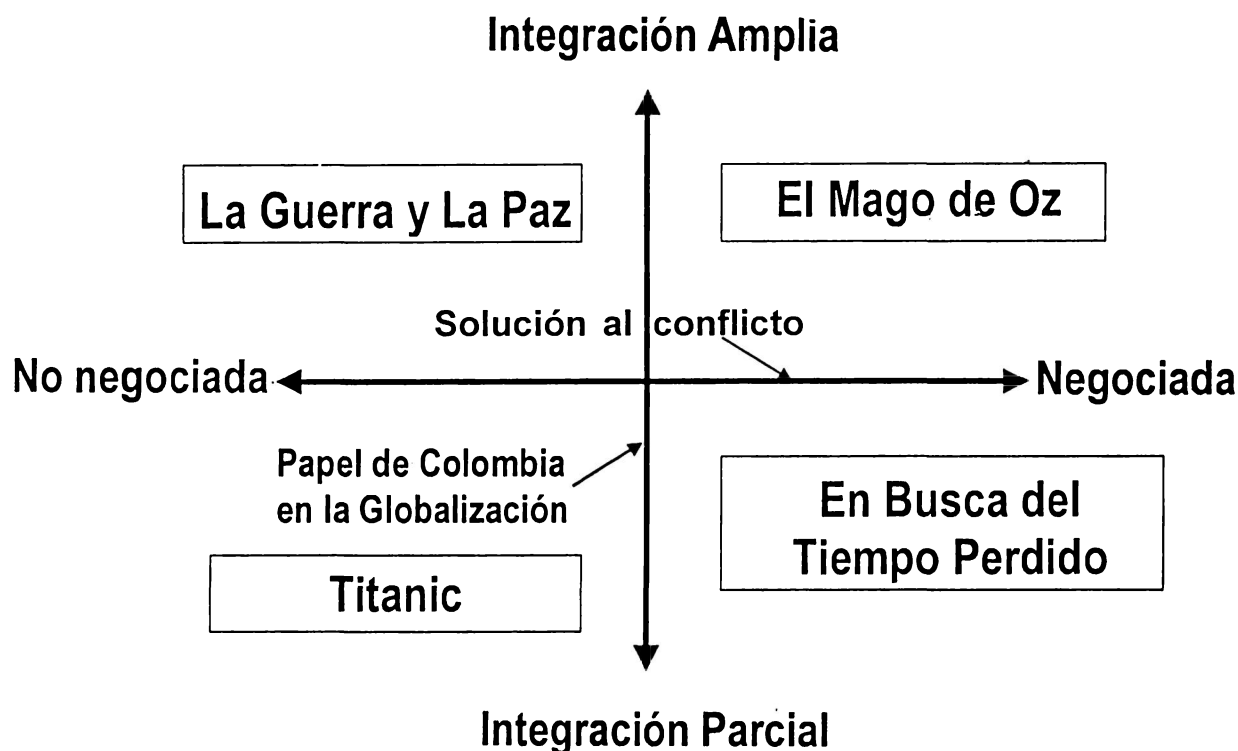 Integración Amplia
La Guerra y La Paz
El Mago de Oz
Solución al conflicto
No negociada
Negociada
Papel de Colombia
en la Globalización
En Busca del
Tiempo Perdido
Titanic
Integración Parcial